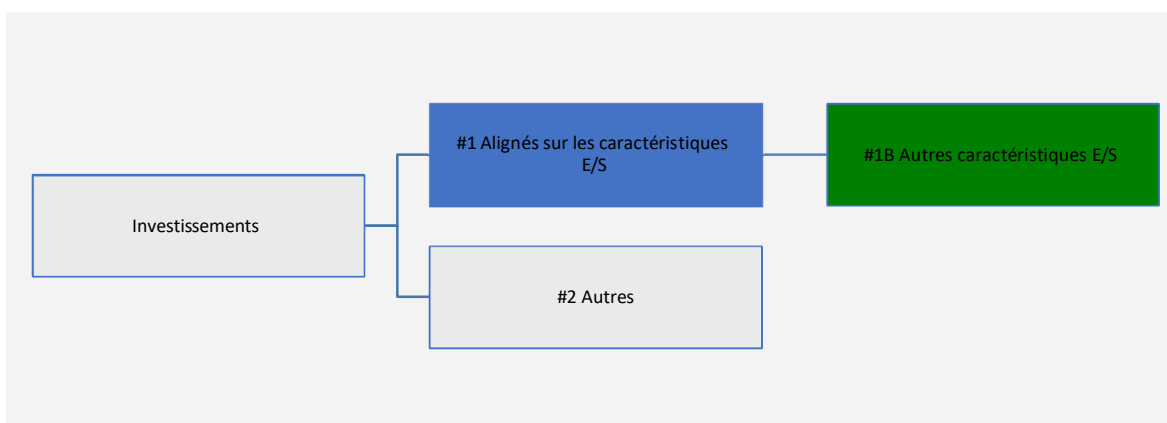 #1 Alignés sur les caractéristiques
E/S
#1B Autres caractéristiques E/S
Investissements
#2 Autres